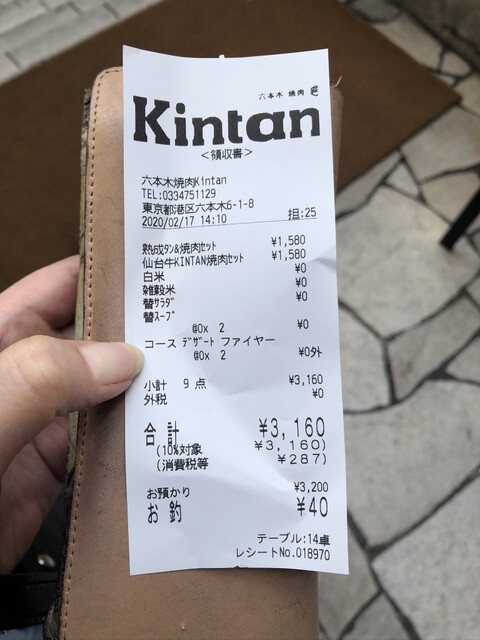 六本木 焼肉
Kintan
<領収書>
六本木焼肉Kintan
TEL:0334751129
東京都港区六本木6-1-8
2020/02/17 14:10 担:25
熟成タン&焼肉セット ¥1,580
仙台牛KINTAN焼肉セット ¥1,580
白米 ¥0
雑穀米 ¥0
替サラダ ¥0
替スープ
@0x 2 ¥0
コース デザート ファイヤー
@0x 2 ¥0外
小計 9 点 ¥3,160
外税 ¥0
合計 ¥3,160
(10%対象 ¥3,160)
(消費税等 ¥287)
お預かり ¥3,200
お釣 ¥40
テーブル:14卓
レシートNo.018970